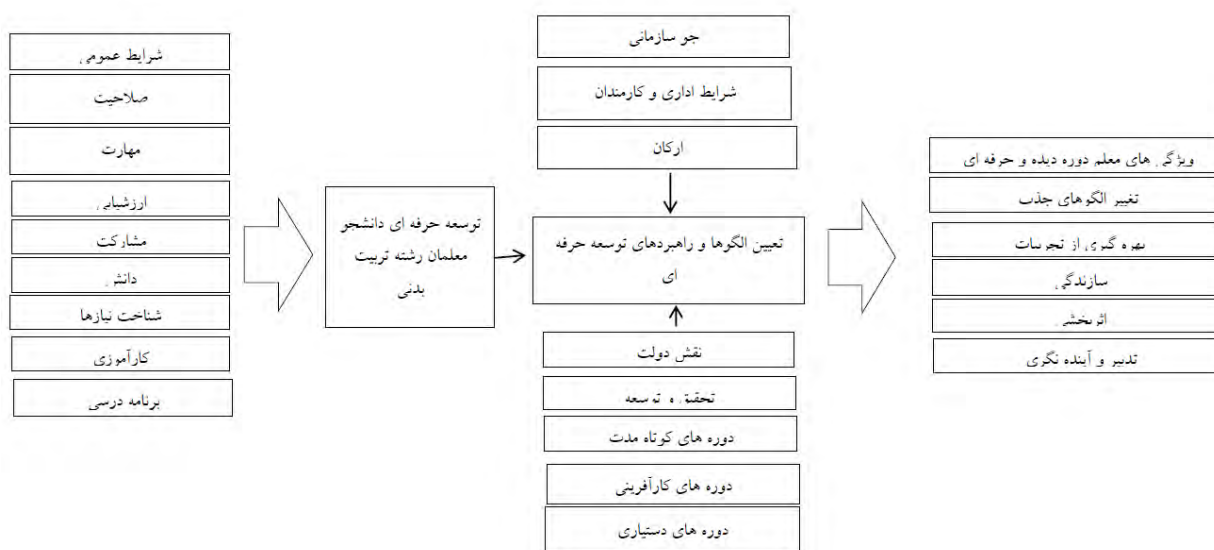 شرایط عمومی
صلاحیت
مهارت
ارزشیابی
مشارکت
دانش
شناخت نیازها
کارآموزی
برنامه درسی
توسعه حرفه ای دانشجو
معلمان رشته تربیت
بدنی
جو سازمانی
شرایط اداری و کارمندان
ارکان
تعیین الگوها و راهبردهای توسعه حرفه
ای
نقش دولت
تحقیق و توسعه
دوره های کوتاه مدت
دوره های کارآفرینی
دوره های دستیاری
ویژگی های معلم دوره دیده و حرفه ای
تغییر الگوهای جذب
بهره گیری از تجربیات
سازندگی
اثربخشی
تدبیر و آینده نگری